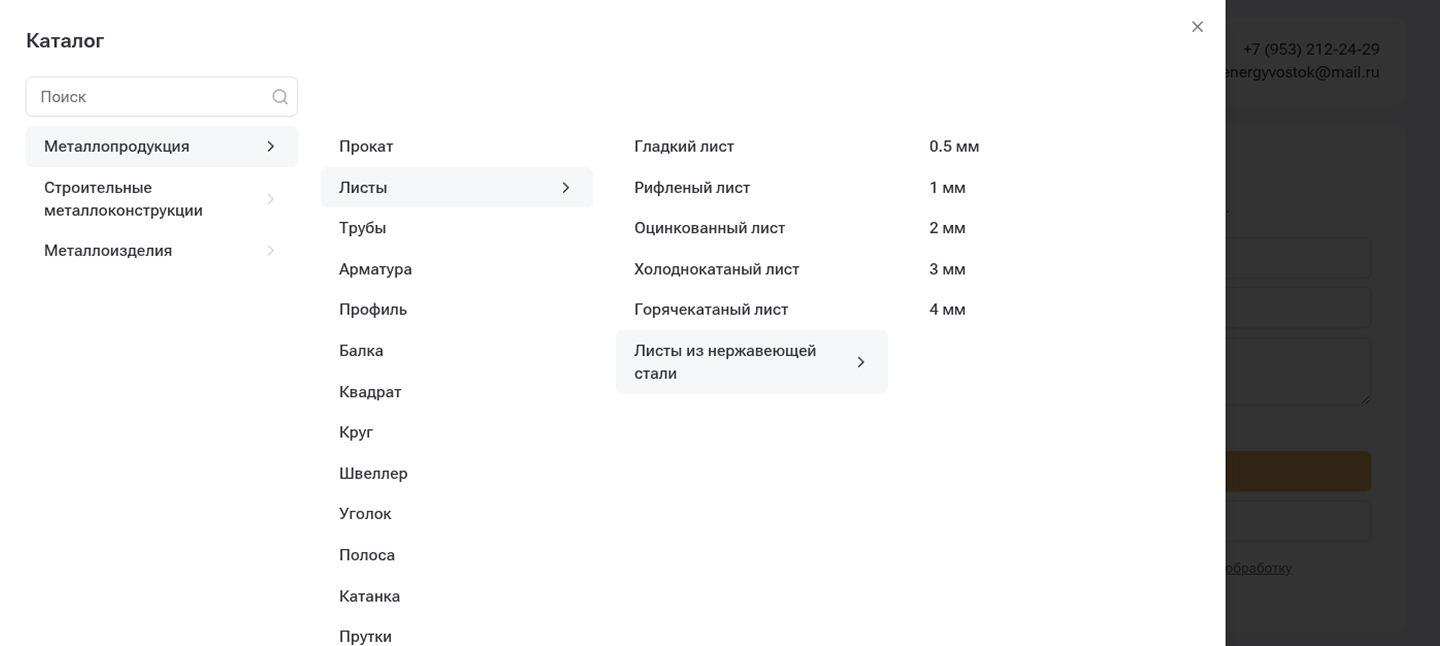 Каталог
Поиск
Металлопродукция
Строительные
металлоконструкции
Металлоизделия
Прокат
Листы
Трубы
Арматура
Профиль
Балка
Квадрат
Круг
Швеллер
Уголок
Полоса
Катанка
Прутки
Гладкий лист
Рифленый лист
Оцинкованный лист
Холоднокатаный лист
Горячекатаный лист
Листы из нержавеющей
стали
0.5 мм
1 мм
2 мм
3 мм
4 мм
+7 (953) 212-24-29
energyvostok@mail.ru
обработку